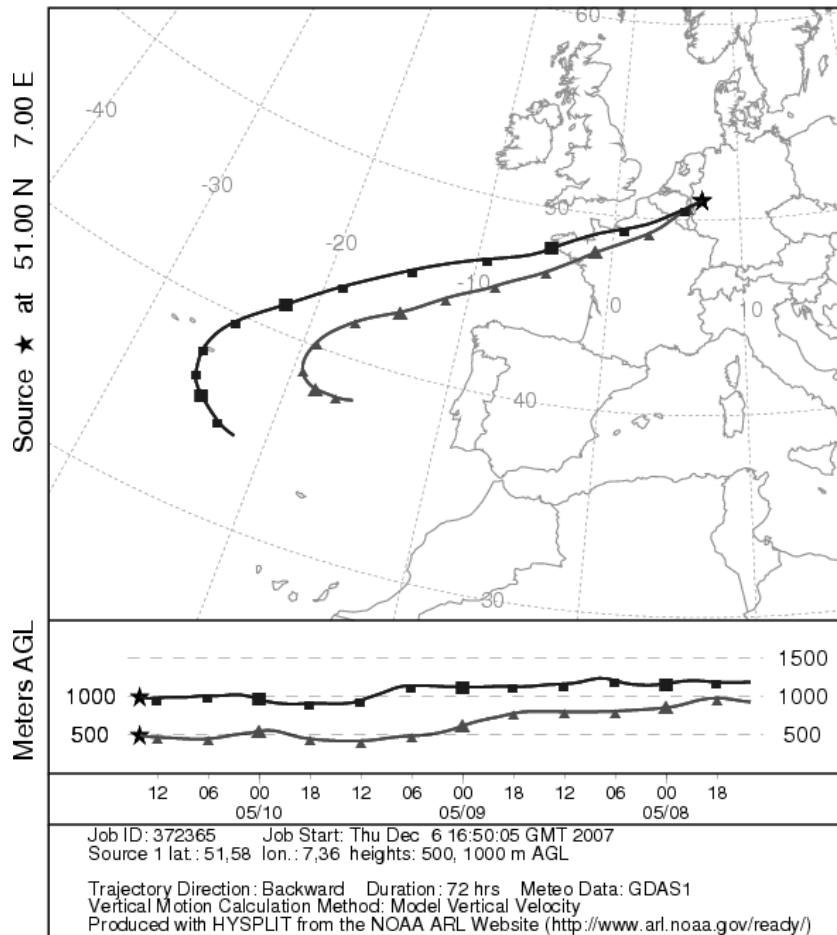 Source ★ at 51.00 N 7.00 E
60
-40
-30
50
-20
-10
0
10
40
30
Meters AGL
1500
1000 1000
500 500
12 06 00 18 12 06 00 18 12 06 00 18
05/10 05/09 05/08
Job ID: 372365 Job Start: Thu Dec 6 16:50:05 GMT 2007
Source 1 lat.: 51,58 lon.: 7,36 heights: 500, 1000 m AGL
Trajectory Direction: Backward Duration: 72 hrs Meteo Data: GDAS1
Vertical Motion Calculation Method: Model Vertical Velocity
Produced with HYSPLIT from the NOAA ARL Website (http://www.arl.noaa.gov/ready/)